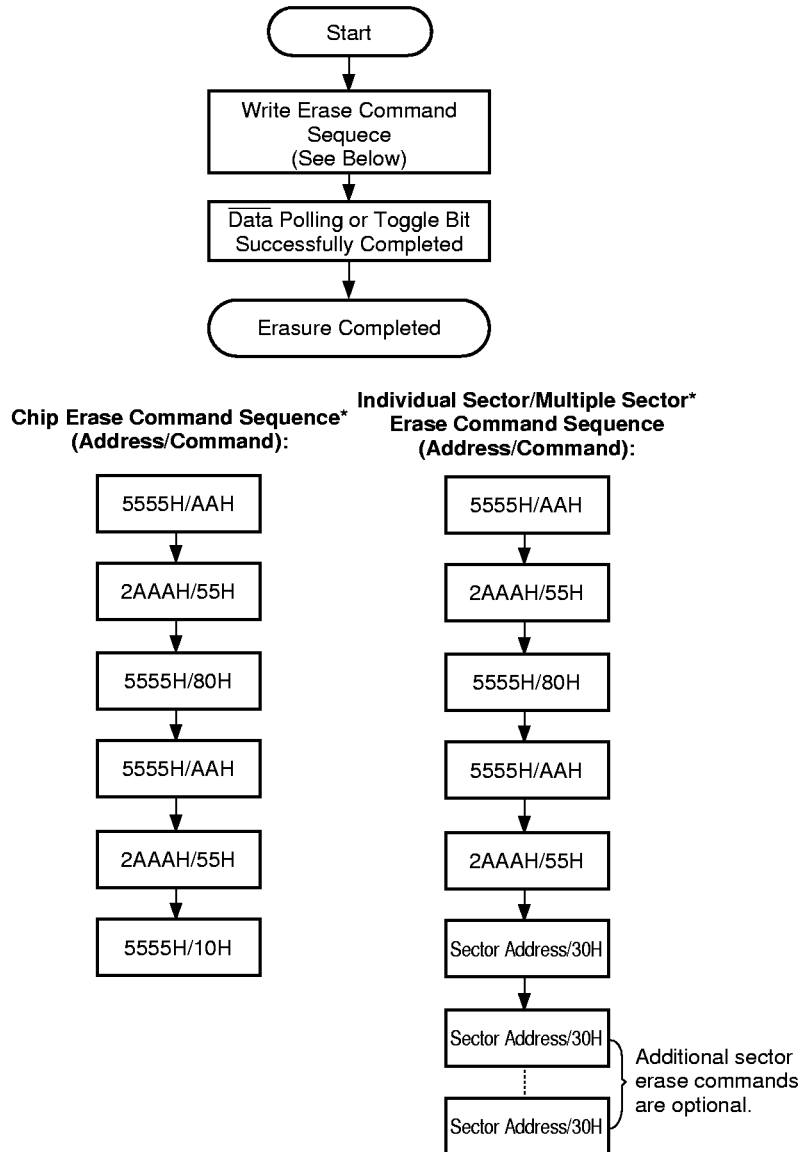 Start
Write Erase Command
Sequece
(See Below)
Data Polling or Toggle Bit
Successfully Completed
Erasure Completed
Chip Erase Command Sequence*
(Address/Command):
5555H/AAH
2AAAH/55H
5555H/80H
5555H/AAH
2AAAH/55H
5555H/10H
Individual Sector/Multiple Sector*
Erase Command Sequence
(Address/Command):
5555H/AAH
2AAAH/55H
5555H/80H
5555H/AAH
2AAAH/55H
Sector Address/30H
Sector Address/30H
Sector Address/30H
Additional sector
erase commands
are optional.